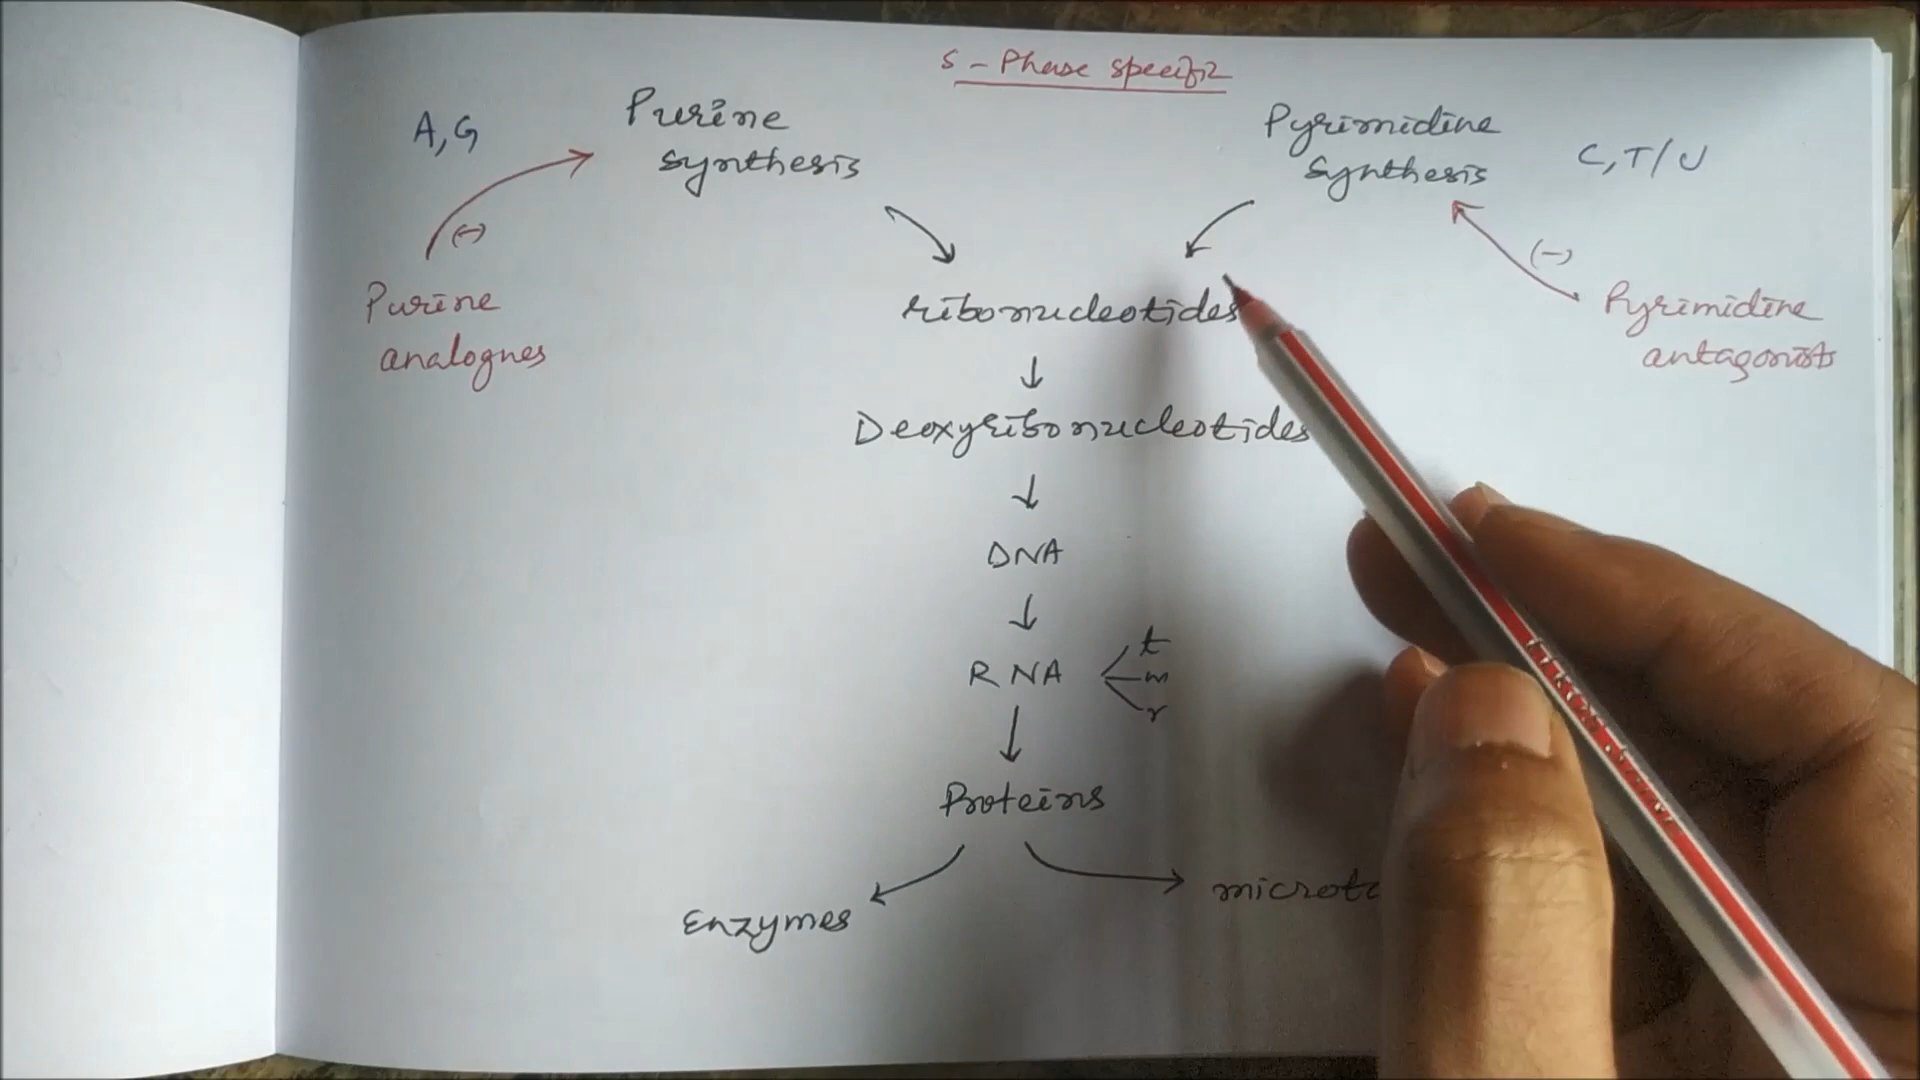 S - Phase specific
A, G
Purine
synthesis
Pyrimidine
synthesis
C, T/U
(-)
(-)
Purine
analogues
ribonucleotides
Pyrimidine
antagonists
Deoxyribonucleotides
DNA
RNA
t
m
r
Proteins
Enzymes